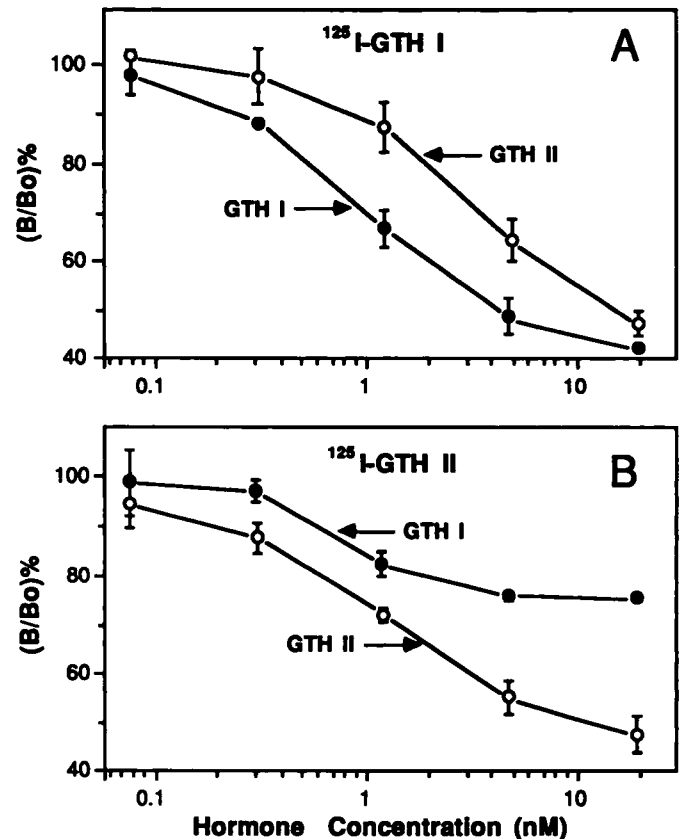 ¹²⁵I-GTH I
A
100
80
60
40
(B/Bo)%
GTH II
GTH I
0.1
1
10
¹²⁵I-GTH II
B
100
80
60
40
(B/Bo)%
GTH I
GTH II
0.1
1
10
Hormone Concentration (nM)